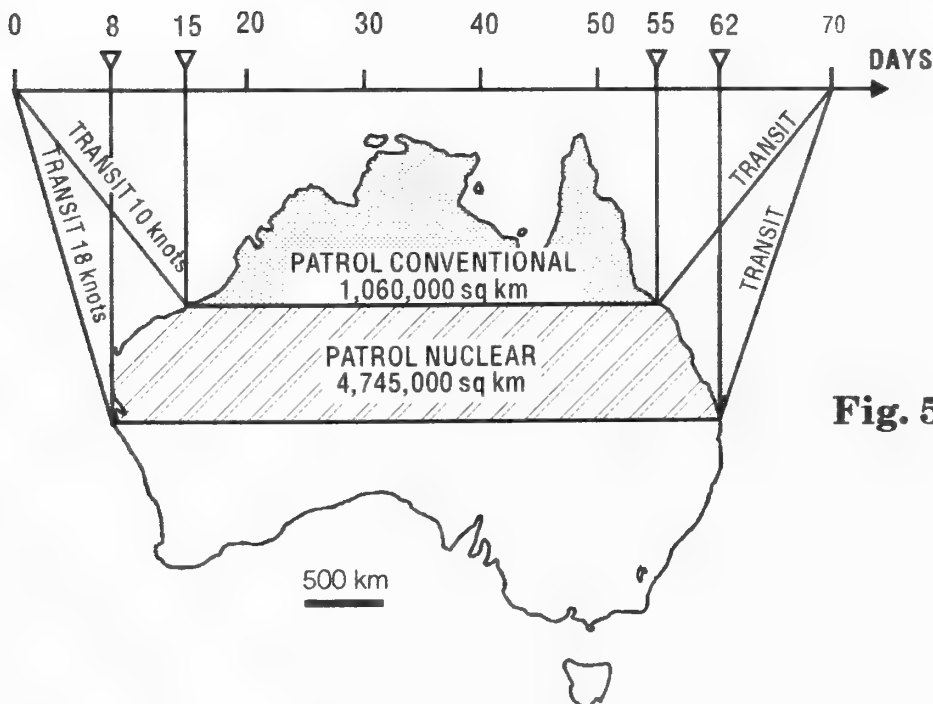 0 8 15 20 30 40 50 55 62 70
DAYS
TRANSIT 10 knots
TRANSIT 18 knots
TRANSIT
TRANSIT
PATROL CONVENTIONAL
1,060,000 sq km
PATROL NUCLEAR
4,745,000 sq km
Fig. 5
500 km